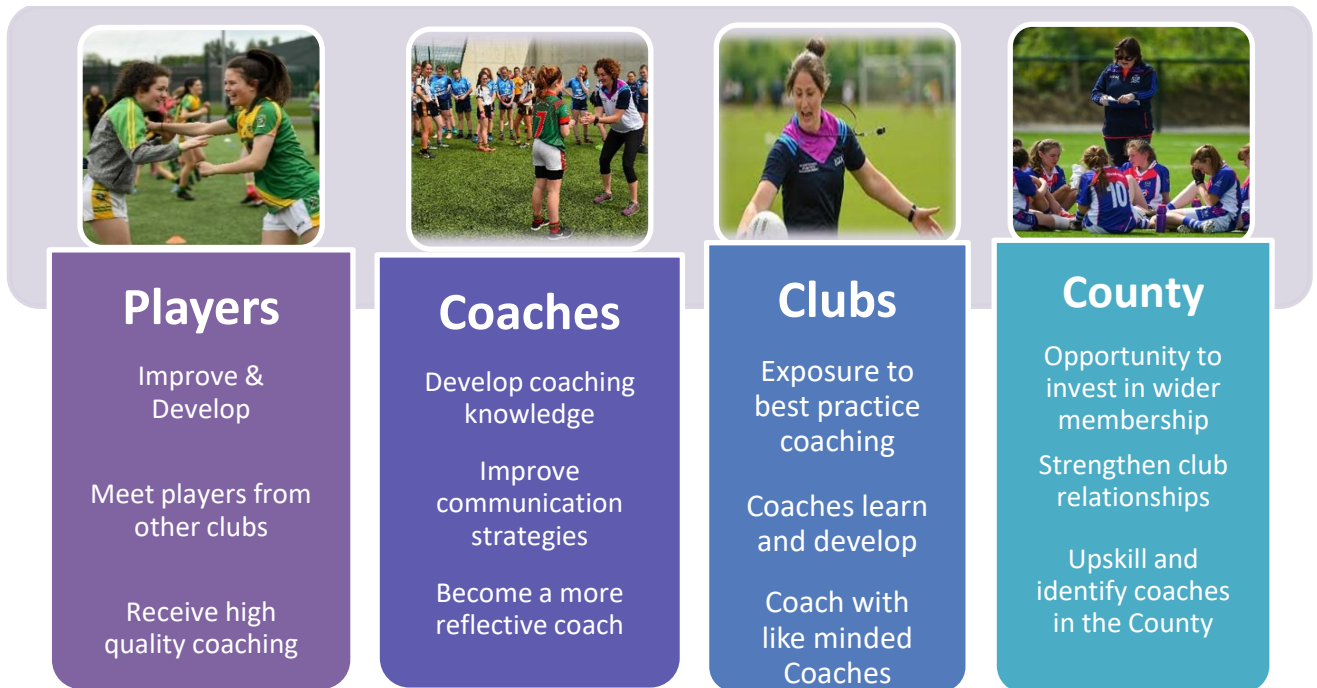 7
10
Players
Improve &
Develop
Meet players from
other clubs
Receive high
quality coaching
Coaches
Develop coaching
knowledge
Improve
communication
strategies
Become a more
reflective coach
Clubs
Exposure to
best practice
coaching
Coaches learn
and develop
Coach with
like minded
Coaches
County
Opportunity to
invest in wider
membership
Strengthen club
relationships
Upskill and
identify coaches
in the County